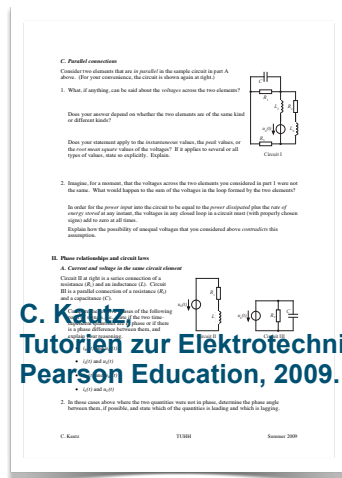 C. Parallel connections
Consider two elements that are in parallel in the sample circuit in part A
above. (For your convenience, the circuit is shown again at right.)
1. What, if anything, can be said about the voltages across the two elements?
Does your answer depend on whether the two elements are of the same kind
or different kinds?
Does your statement apply to the instantaneous values, the peak values, or
the root mean square values of the voltages? If it applies to several or all
types of values, state so explicitly. Explain.
Circuit I
2. Imagine, for a moment, that the voltages across the two elements you considered in part 1 were not
the same. What would happen to the sum of the voltages in the loop formed by the two elements?
In order for the power input into the circuit to be equal to the power dissipated plus the rate of
energy stored at any instant, the voltages in any closed loop in a circuit must (with properly chosen
signs) add to zero at all times.
Explain how the possibility of unequal voltages that you considered above contradicts this
assumption.
II. Phase relationships and circuit laws
A. Current and voltage in the same circuit element
Circuit II at right is a series connection of a
resistance (R₁) and an inductance (L). Circuit
III is a parallel connection of a resistance (R₂)
and a capacitance (C).
C. Kautz,
Tutorien zur Elektrotechni
Pearson Education, 2009.
2. In those cases above where the two quantities were not in phase, determine the phase angle
between them, if possible, and state which of the quantities is leading and which is lagging.
C. Kautz
TUHH
Summer 2009